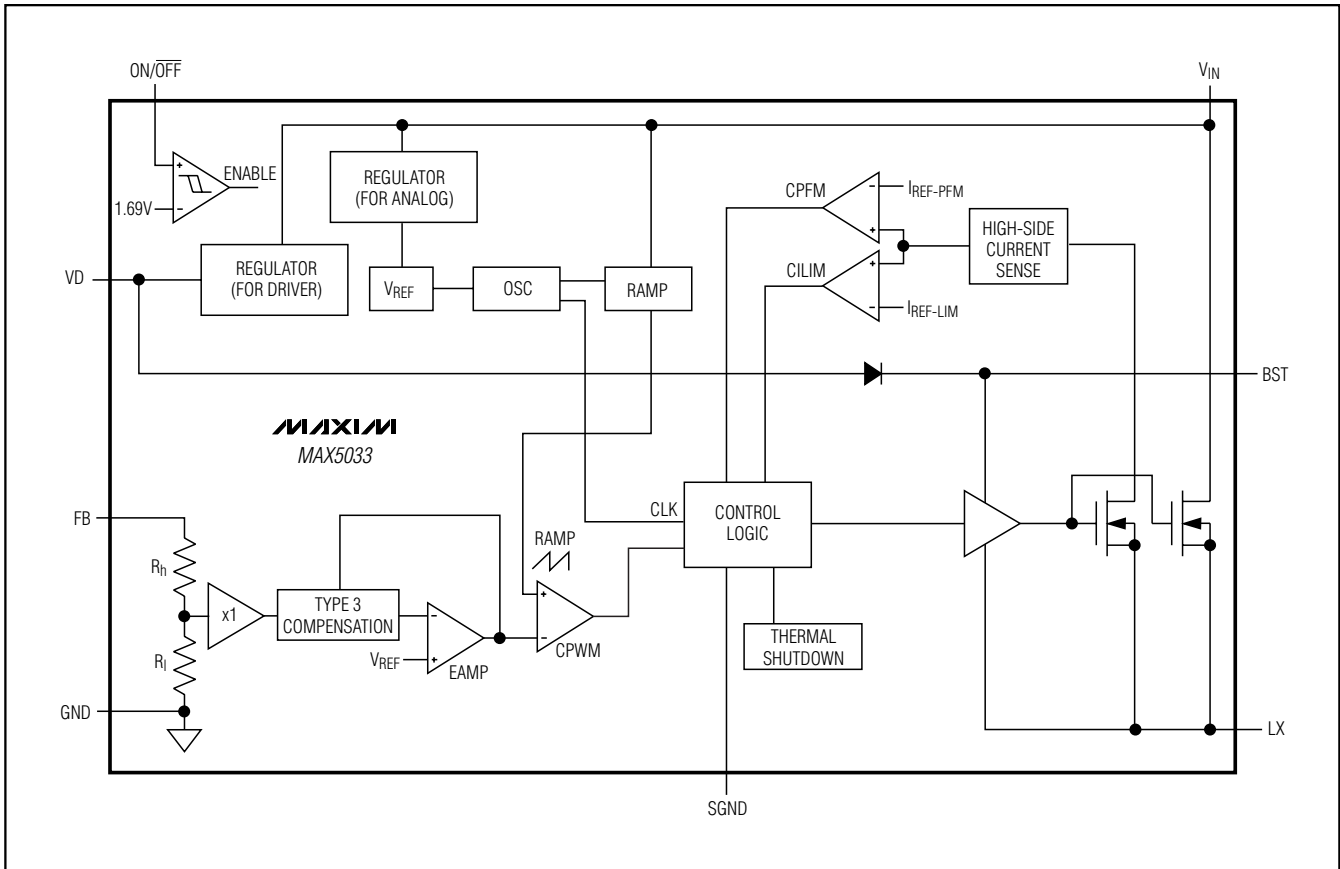 ON/OFF
VIN
ENABLE
1.69V
REGULATOR
(FOR ANALOG)
CPFM
IREF-PFM
HIGH-SIDE
CURRENT
SENSE
VD
REGULATOR
(FOR DRIVER)
VREF
OSC
RAMP
CILIM
IREF-LIM
BST
MAXIM
MAX5033
FB
CLK
CONTROL
LOGIC
RAMP
Rh
x1
TYPE 3
COMPENSATION
THERMAL
SHUTDOWN
Rl
VREF
EAMP
CPWM
GND
LX
SGND